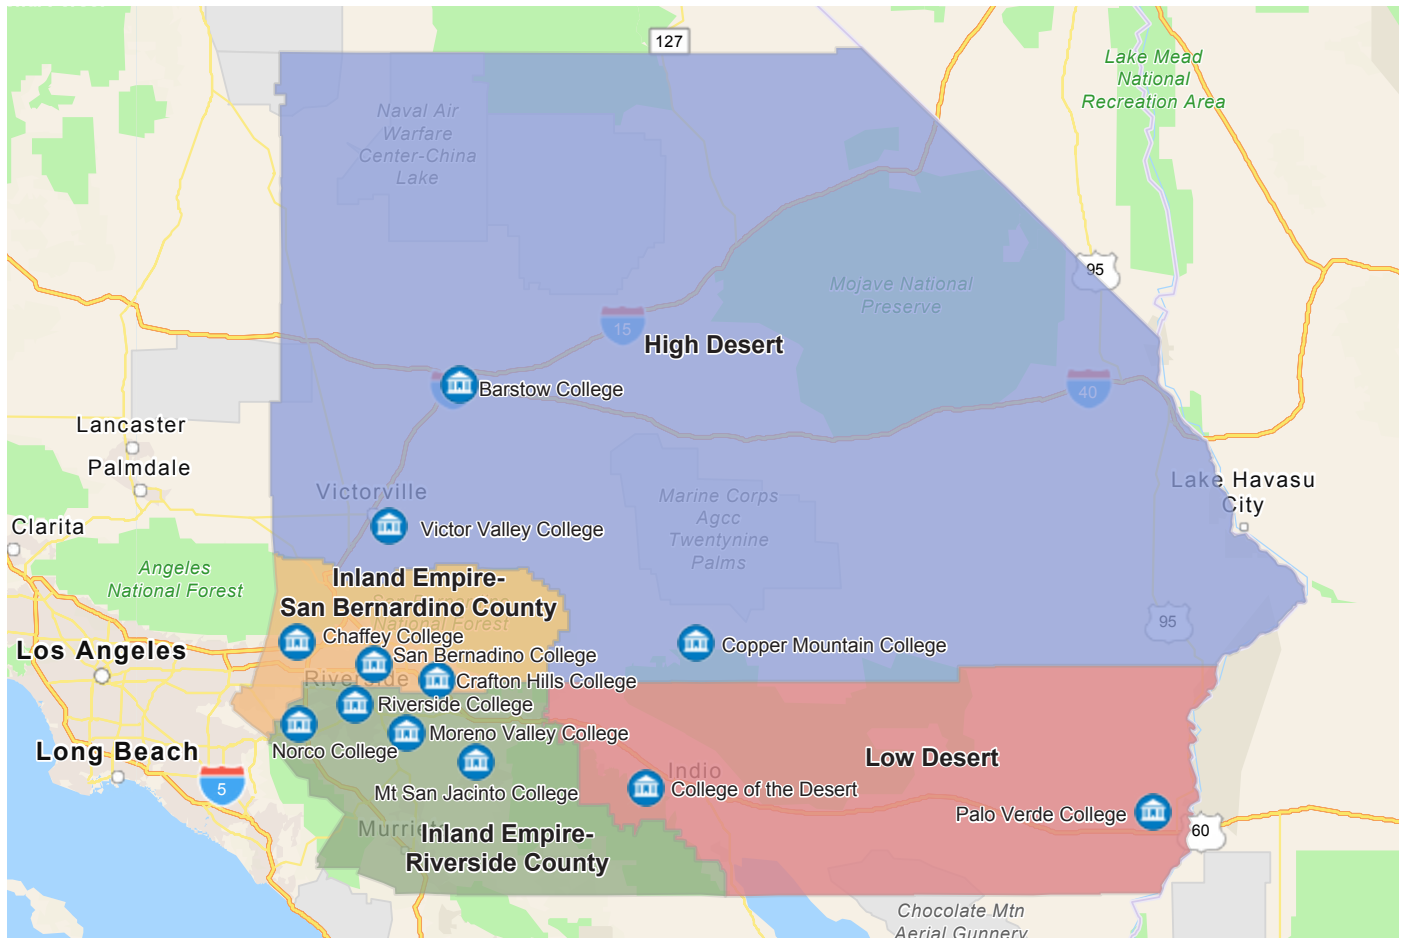 127
Lake Mead
National
Recreation Area
Naval Air
Warfare
Center-China
Lake
95
Mojave National
Preserve
15
High Desert
Barstow College
40
Lancaster
Palmdale
Victorville
Marine Corps
Agcc
Twentynine
Palms
Lake Havasu
City
Clarita
Victor Valley College
Angeles
National Forest
Inland Empire-
San Bernardino County
National Forest
95
Chaffey College
Copper Mountain College
Los Angeles
San Bernadino College
Riverside
Crafton Hills College
Riverside College
Moreno Valley College
Norco College
Long Beach
Low Desert
Indio
5
Mt San Jacinto College
College of the Desert
Palo Verde College
60
Inland Empire-
Riverside County
Chocolate Mtn
Aerial Gunnery